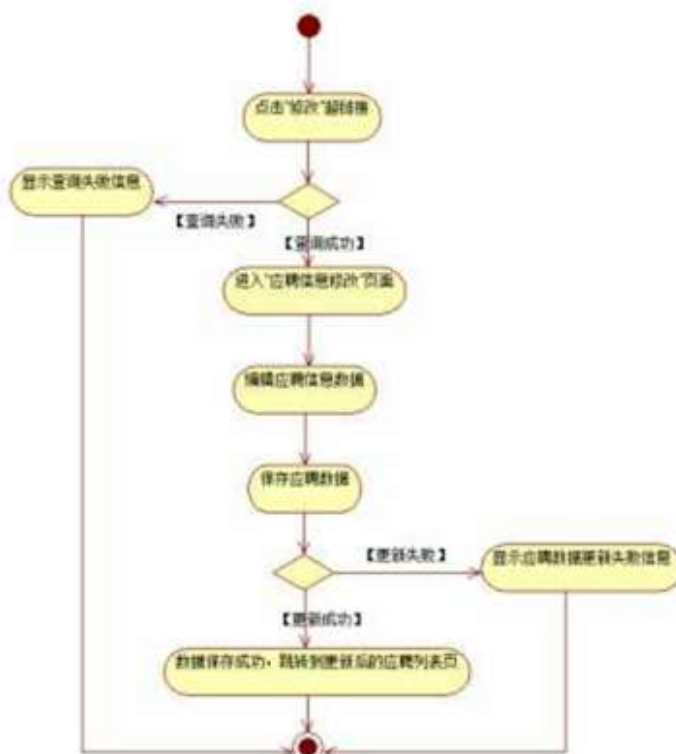 点击"修改"超链接
显示查询失败信息
【查询失败】
【查询成功】
进入"应聘信息修改"页面
编辑应聘信息数据
保存应聘数据
【更新失败】
显示应聘数据更新失败信息
【更新成功】
数据保存成功，跳转到更新后的应聘列表页